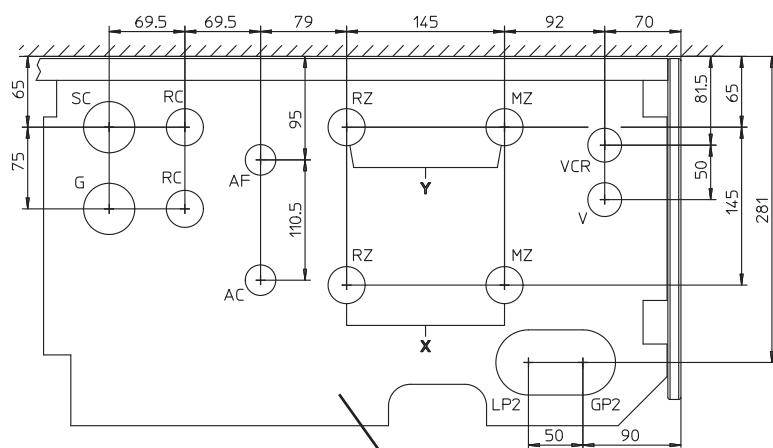 69.5 69.5 79 145 92 70
65 95 81.5 65
SC RC RZ MZ
75 AF VCR 50 145 281
G RC Y V
110.5
RZ MZ
AC
X
LP2 GP2
50 90